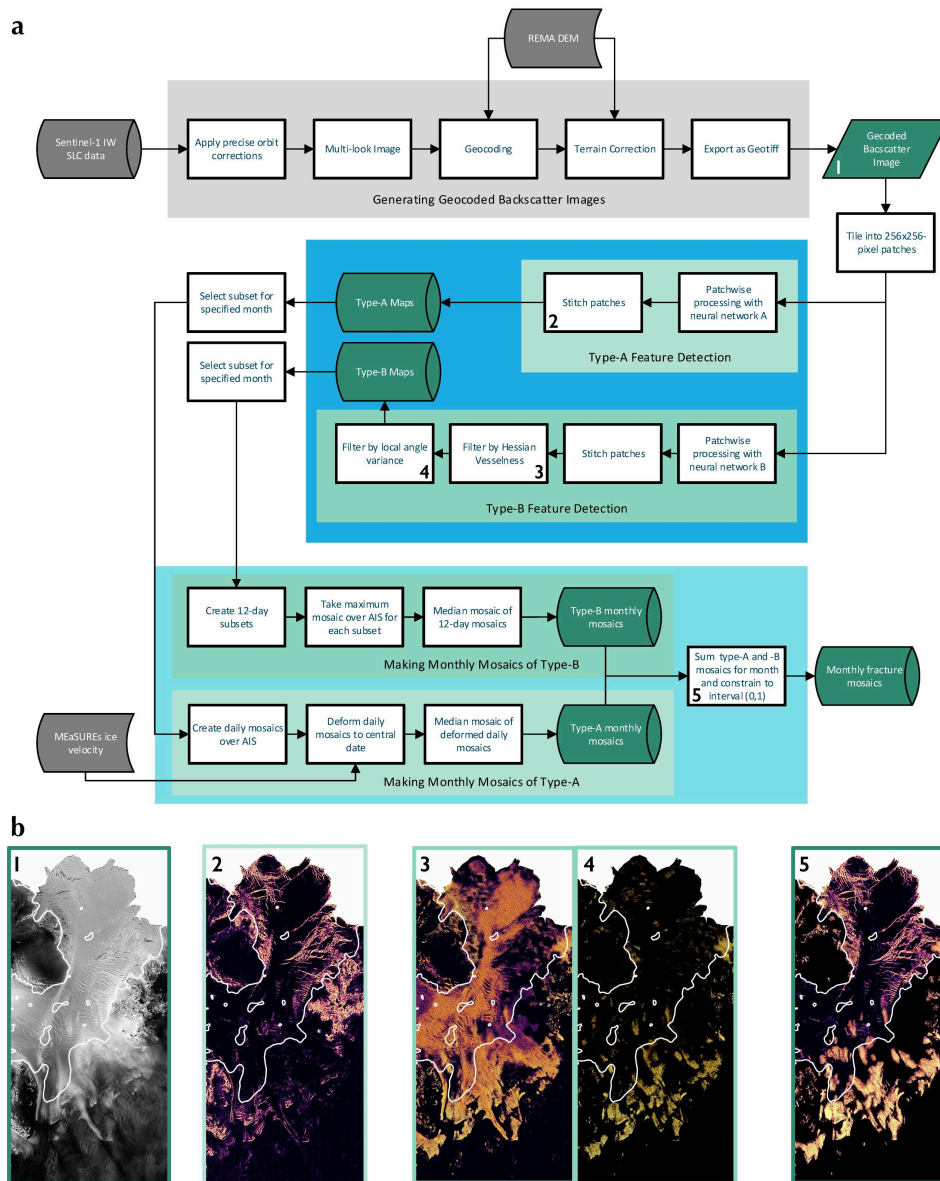 a
REMA DEM
Sentinel-1 IW
SLC data
Apply precise orbit
corrections
Multi-look Image
Geocoding
Terrain Correction
Export as Geotiff
Gecoded
Bacscatter
Image
1
Generating Geocoded Backscatter Images
Tile into 256x256-
pixel patches
Select subset for
specified month
Type-A Maps
Stitch patches
2
Patchwise
processing with
neural network A
Type-A Feature Detection
Select subset for
specified month
Type-B Maps
Filter by local angle
variance
4
Filter by Hessian
Vesselness
3
Stitch patches
Patchwise
processing with
neural network B
Type-B Feature Detection
Create 12-day
subsets
Take maximum
mosaic over AIS for
each subset
Median mosaic of
12-day mosaics
Type-B monthly
mosaics
Making Monthly Mosaics of Type-B
Sum type-A and -B
mosaics for month
and constrain to
interval (0,1)
5
Monthly fracture
mosaics
MEaSUREs ice
velocity
Create daily mosaics
over AIS
Deform daily
mosaics to central
date
Median mosaic of
deformed daily
mosaics
Type-A monthly
mosaics
Making Monthly Mosaics of Type-A
b
1
2
3
4
5